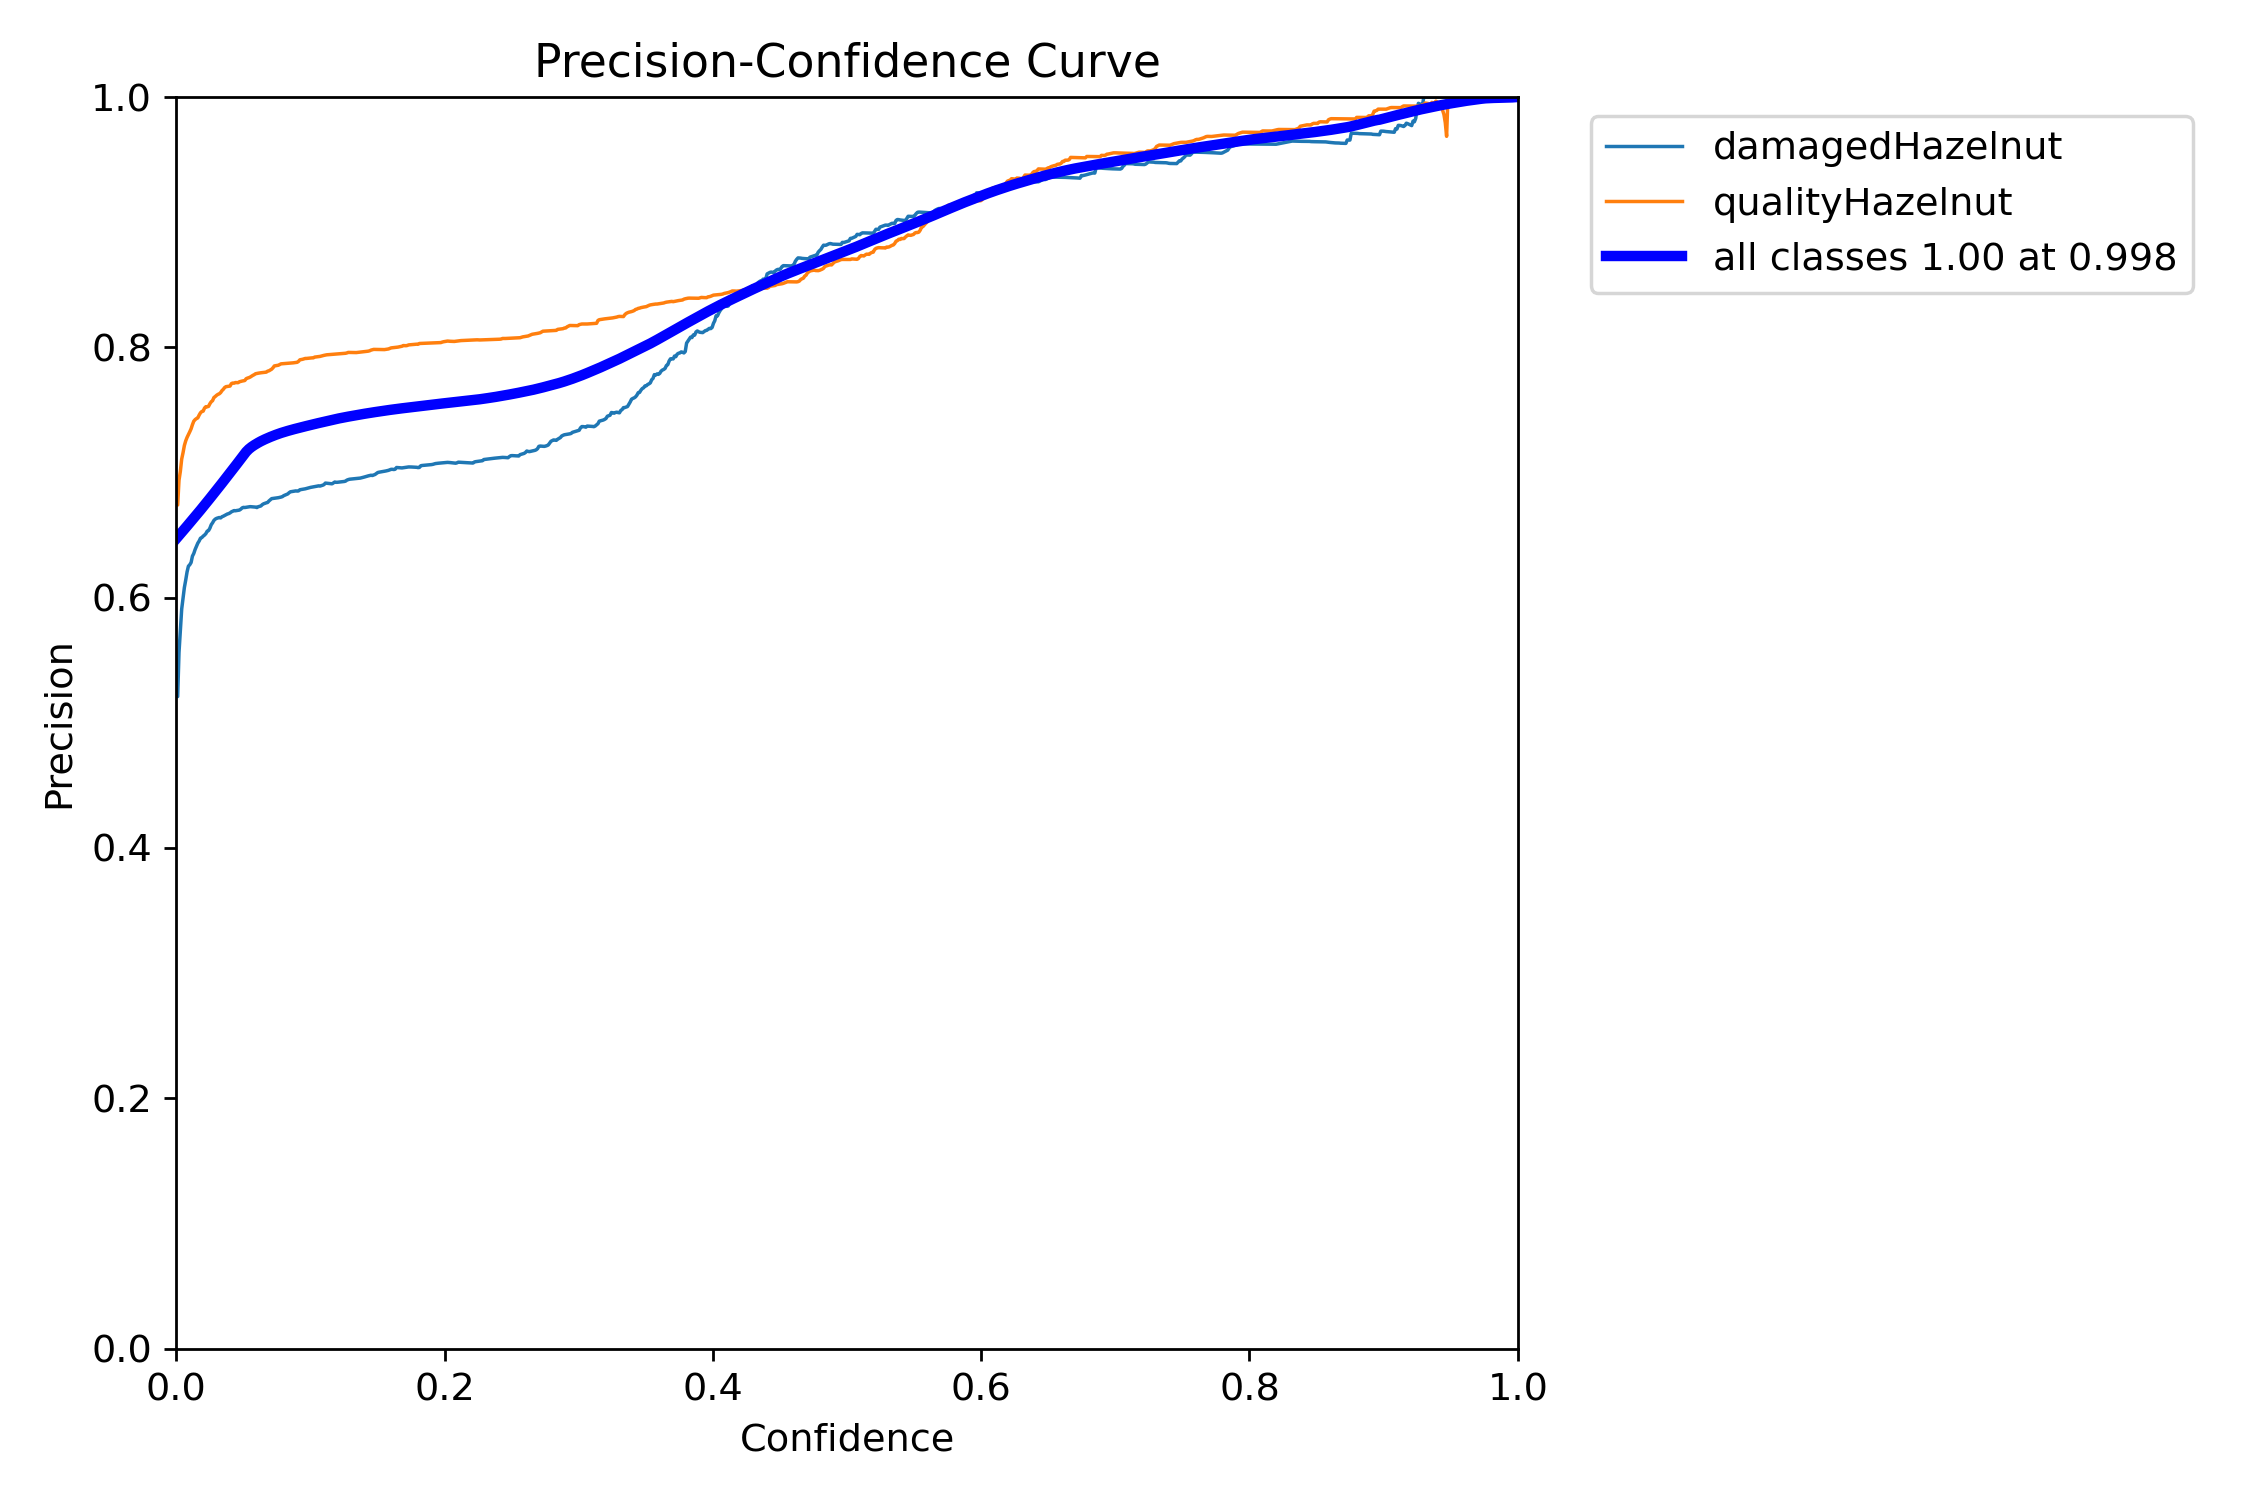 Precision-Confidence Curve
1.0
0.8
0.6
0.4
0.2
0.0
Precision
0.0 0.2 0.4 0.6 0.8 1.0
Confidence
damagedHazelnut
qualityHazelnut
all classes 1.00 at 0.998